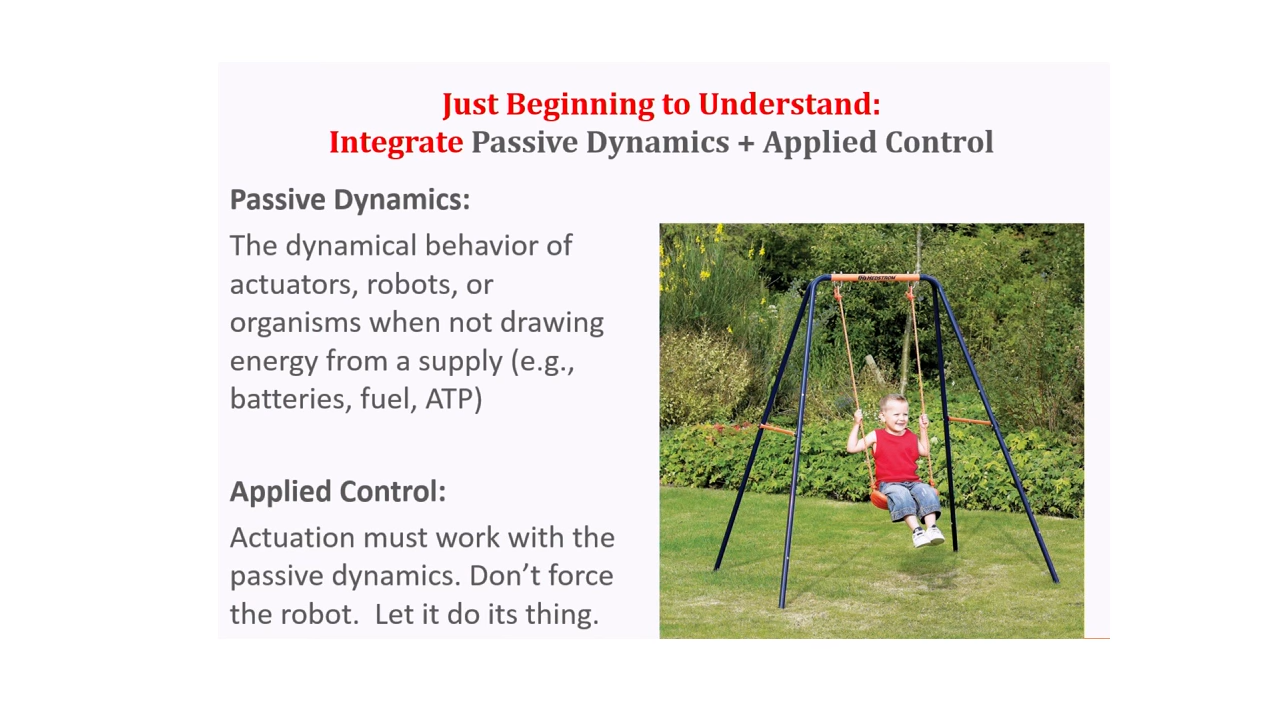 Just Beginning to Understand:
Integrate Passive Dynamics + Applied Control
Passive Dynamics:
The dynamical behavior of
actuators, robots, or
organisms when not drawing
energy from a supply (e.g.,
batteries, fuel, ATP)
HEDSTROM
Applied Control:
Actuation must work with the
passive dynamics. Don’t force
the robot.  Let it do its thing.